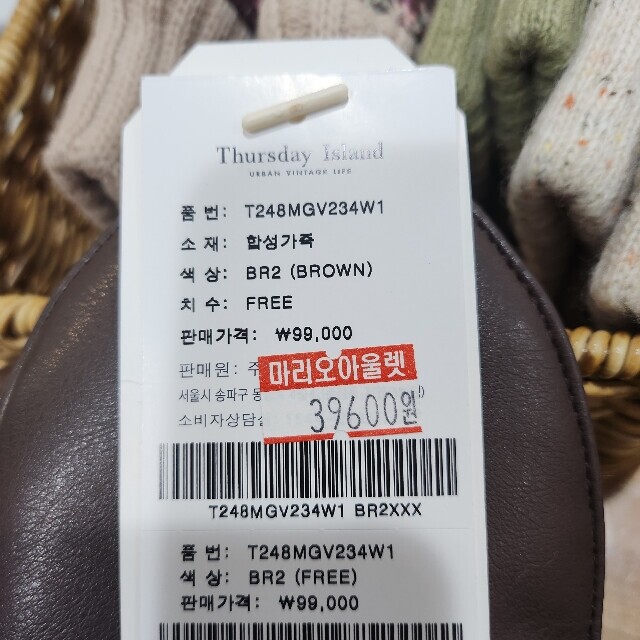 Thursday Island
URBAN VINTAGE LIFE
품 번: T248MGV234W1
소 재: 합성가죽
색 상: BR2 (BROWN)
치 수: FREE
판매가격: ₩99,000
판매원: 주
마리오아울렛
서울시 송파구
39600원
소비자상담실:
T248MGV234W1 BR2XXX
품 번: T248MGV234W1
색 상: BR2 (FREE)
판매가격: ₩99,000